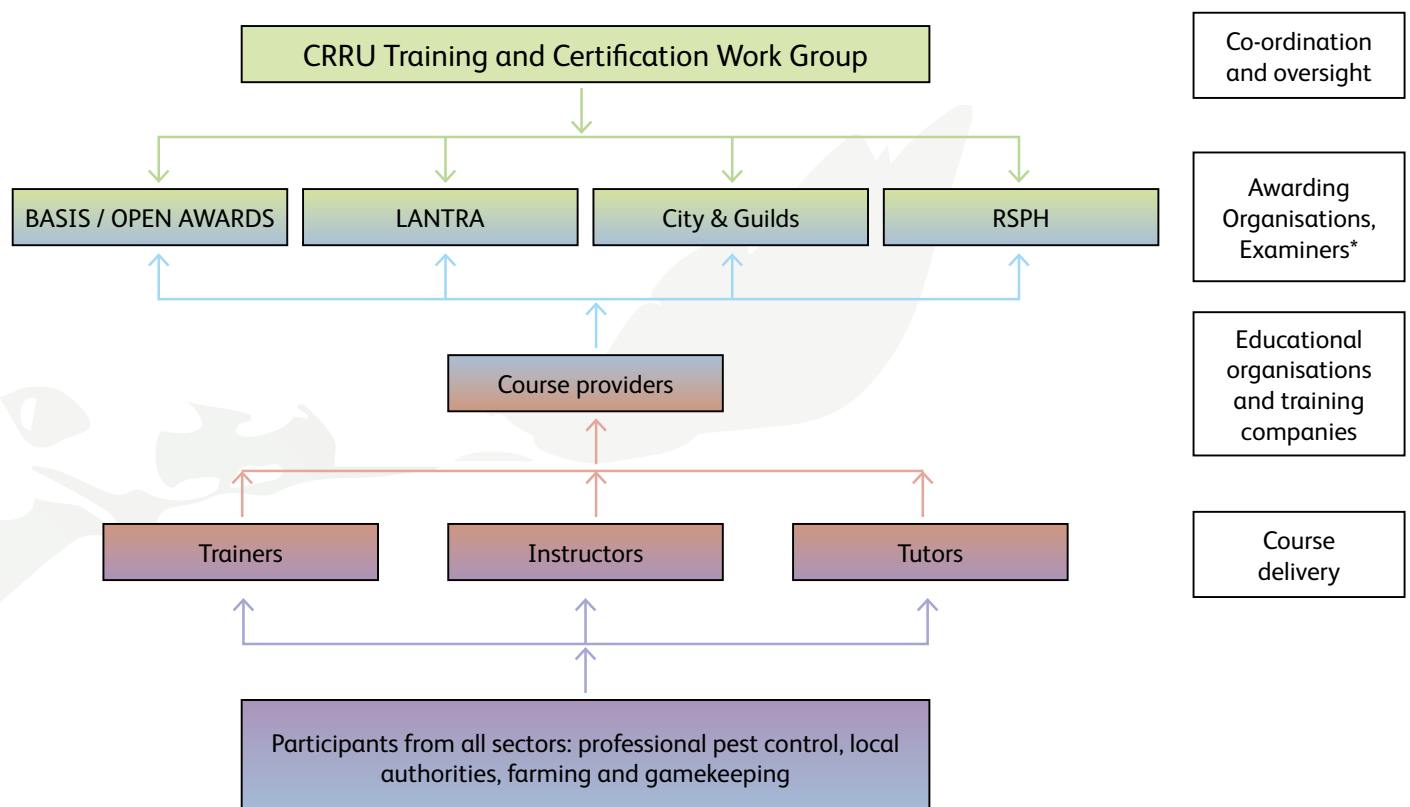 CRRU Training and Certification Work Group
Co-ordination
and oversight
BASIS / OPEN AWARDS
LANTRA
City & Guilds
RSPH
Awarding
Organisations,
Examiners*
Course providers
Educational
organisations
and training
companies
Trainers
Instructors
Tutors
Course
delivery
Participants from all sectors: professional pest control, local
authorities, farming and gamekeeping